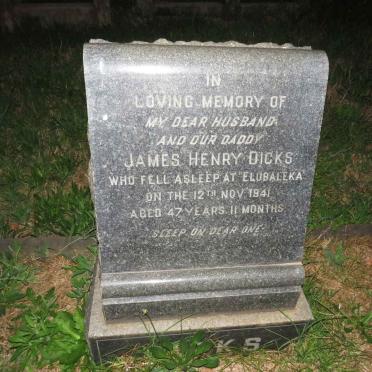 IN
LOVING MEMORY OF
MY DEAR HUSBAND
AND OUR DADDY
JAMES HENRY DICKS
WHO FELL ASLEEP AT "ELUBALEKA"
ON THE 12TH NOV. 1941
AGED 47 YEARS 11 MONTHS
"SLEEP ON DEAR ONE"